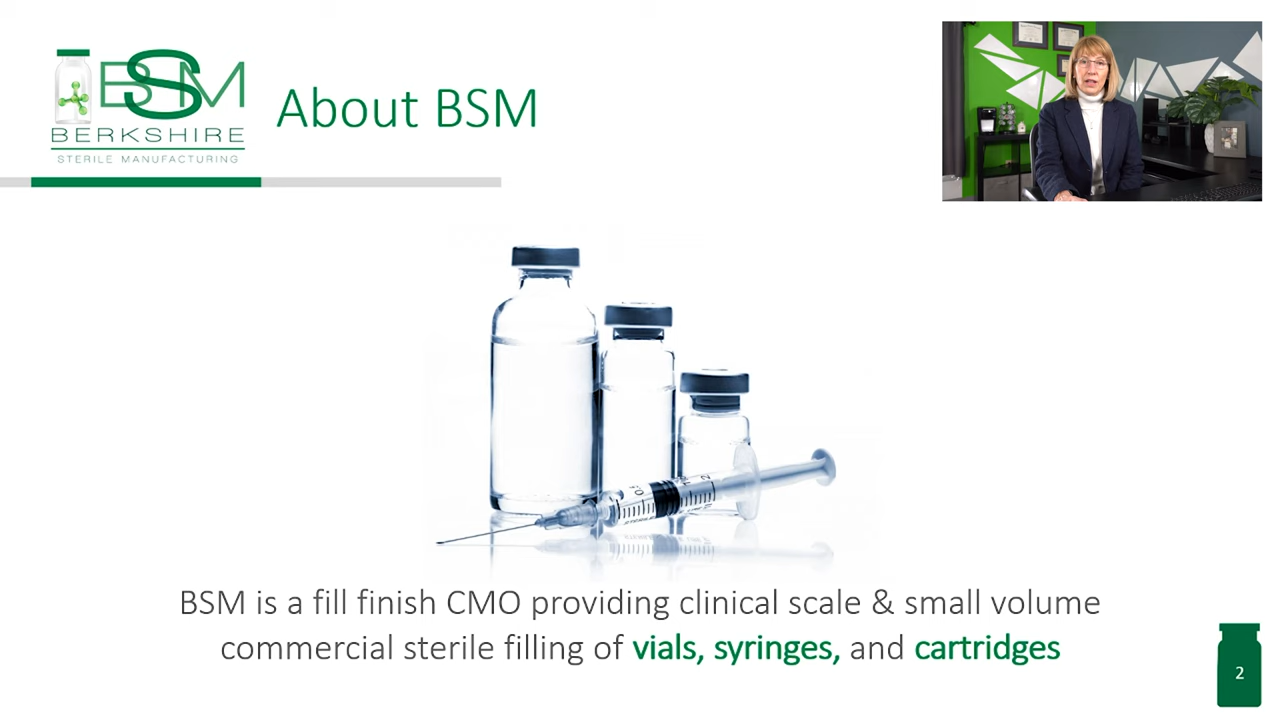 BSM
BERKSHIRE
STERILE MANUFACTURING
About BSM
BSM is a fill finish CMO providing clinical scale & small volume
commercial sterile filling of vials, syringes, and cartridges
2